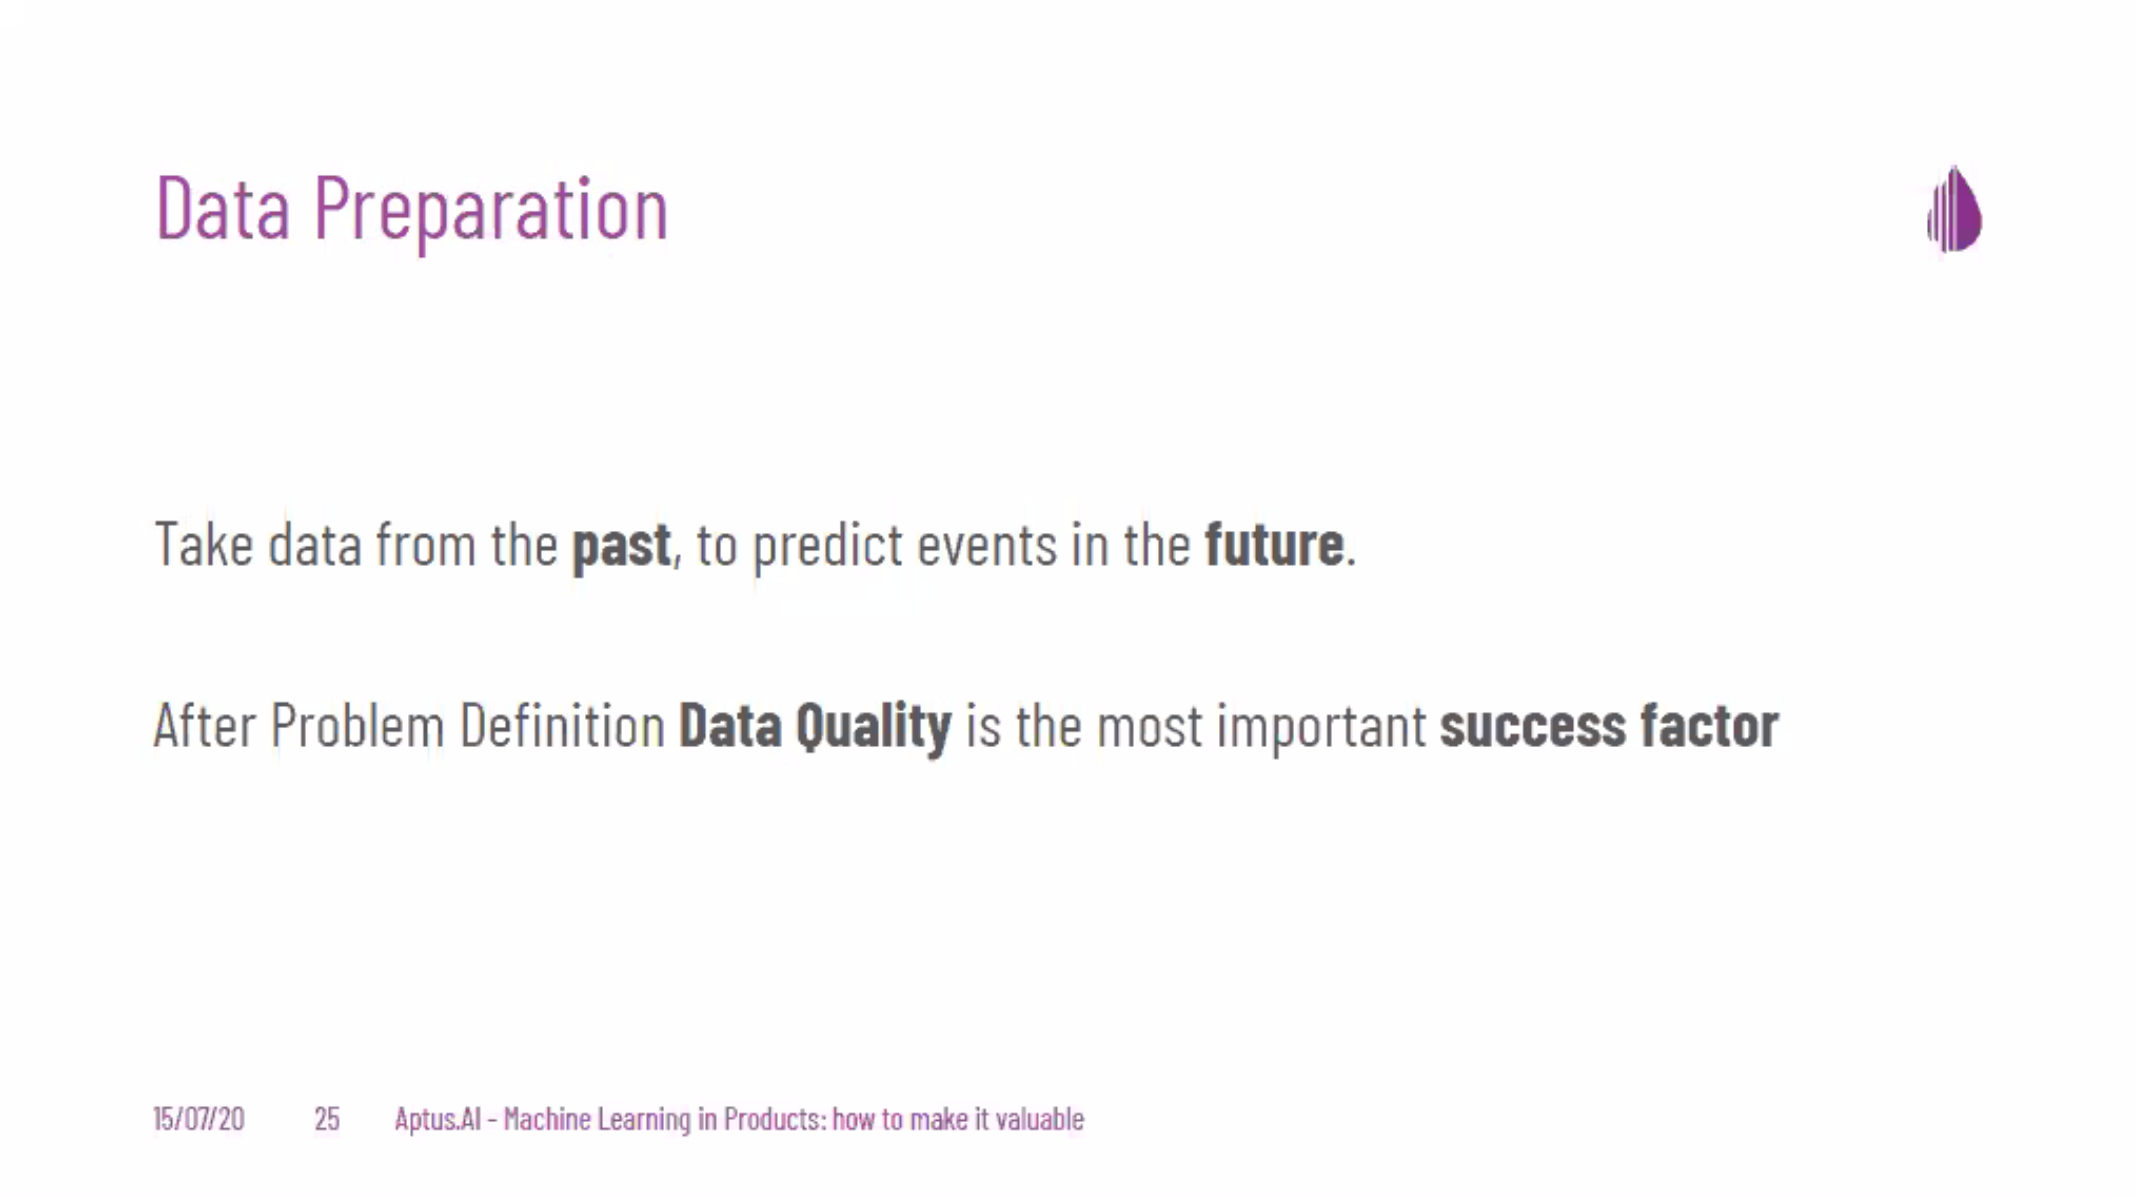 Data Preparation
Take data from the past, to predict events in the future.
After Problem Definition Data Quality is the most important success factor
15/07/20 25 Aptus.AI - Machine Learning in Products: how to make it valuable